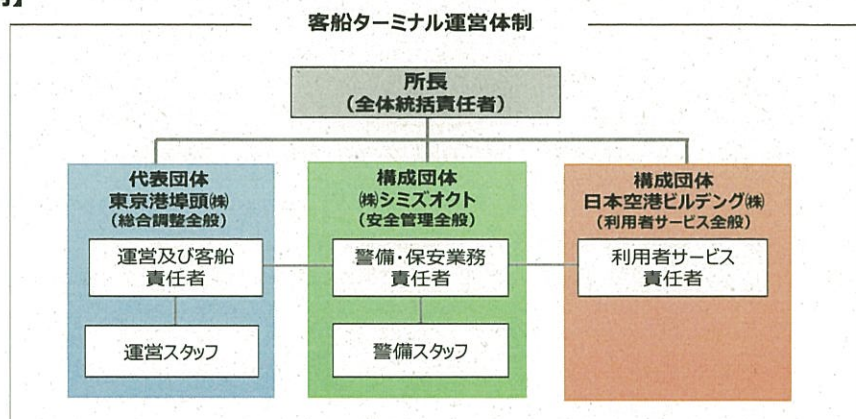 】
客船ターミナル運営体制
所長
（全体統括責任者）
代表団体
東京港埠頭㈱
（総合調整全般）
運営及び客船
責任者
運営スタッフ
構成団体
㈱シミズオクト
（安全管理全般）
警備・保安業務
責任者
警備スタッフ
構成団体
日本空港ビルデング㈱
（利用者サービス全般）
利用者サービス
責任者